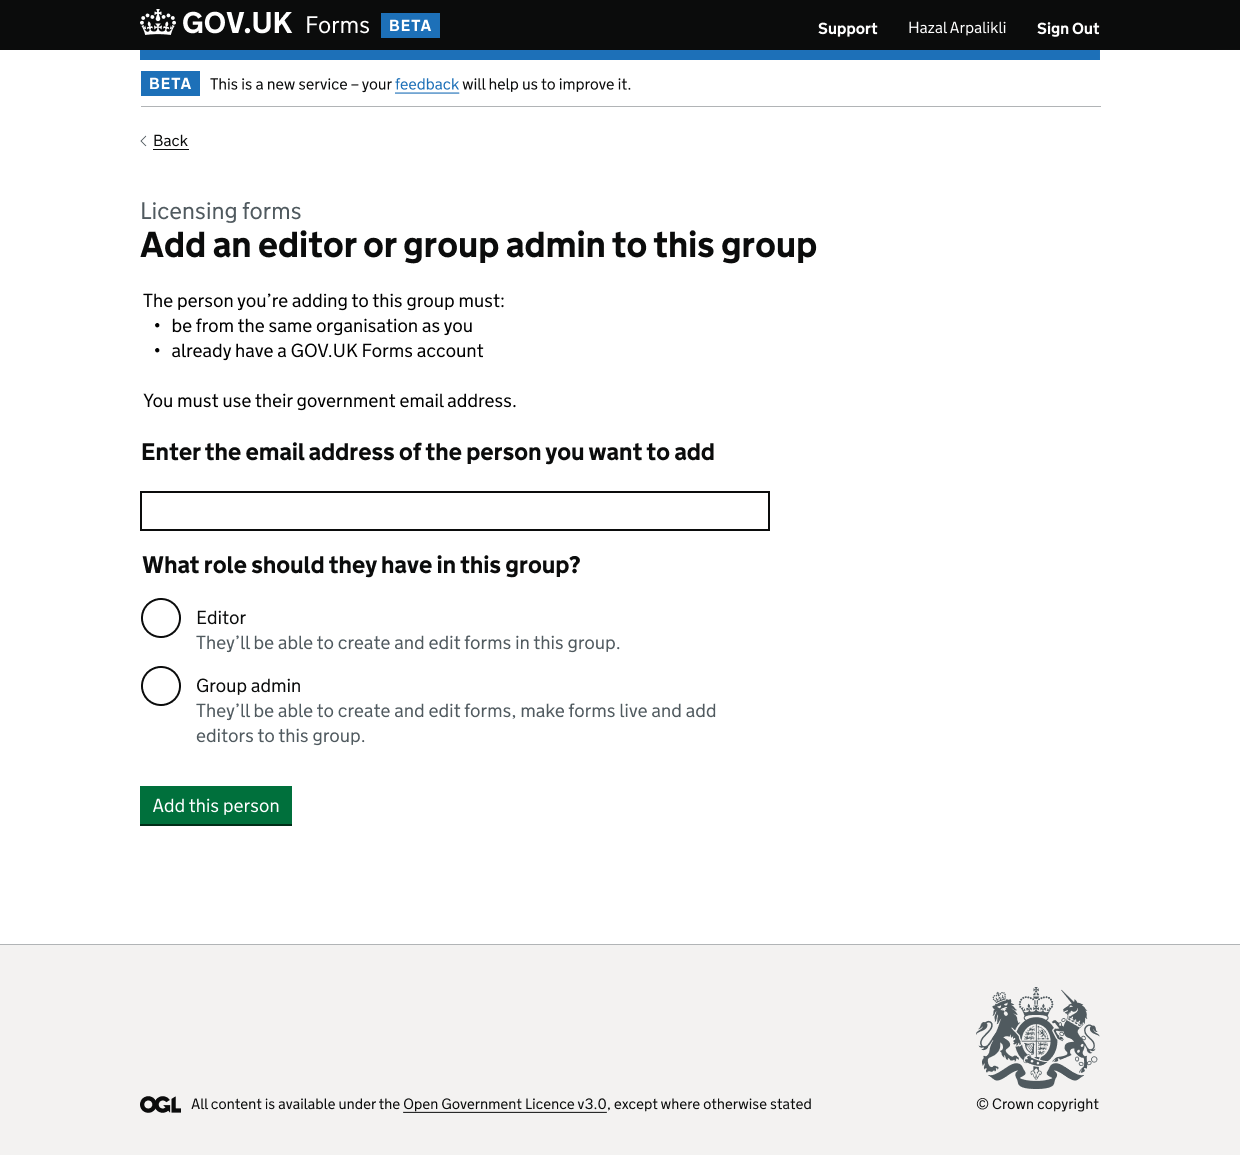 GOV.UK Forms BETA Support Hazal Arpalikli Sign Out
BETA This is a new service – your feedback will help us to improve it.
Back
Licensing forms
Add an editor or group admin to this group
The person you’re adding to this group must:
• be from the same organisation as you
• already have a GOV.UK Forms account
You must use their government email address.
Enter the email address of the person you want to add
What role should they have in this group?
Editor
They’ll be able to create and edit forms in this group.
Group admin
They’ll be able to create and edit forms, make forms live and add
editors to this group.
Add this person
OGL All content is available under the Open Government Licence v3.0, except where otherwise stated
© Crown copyright